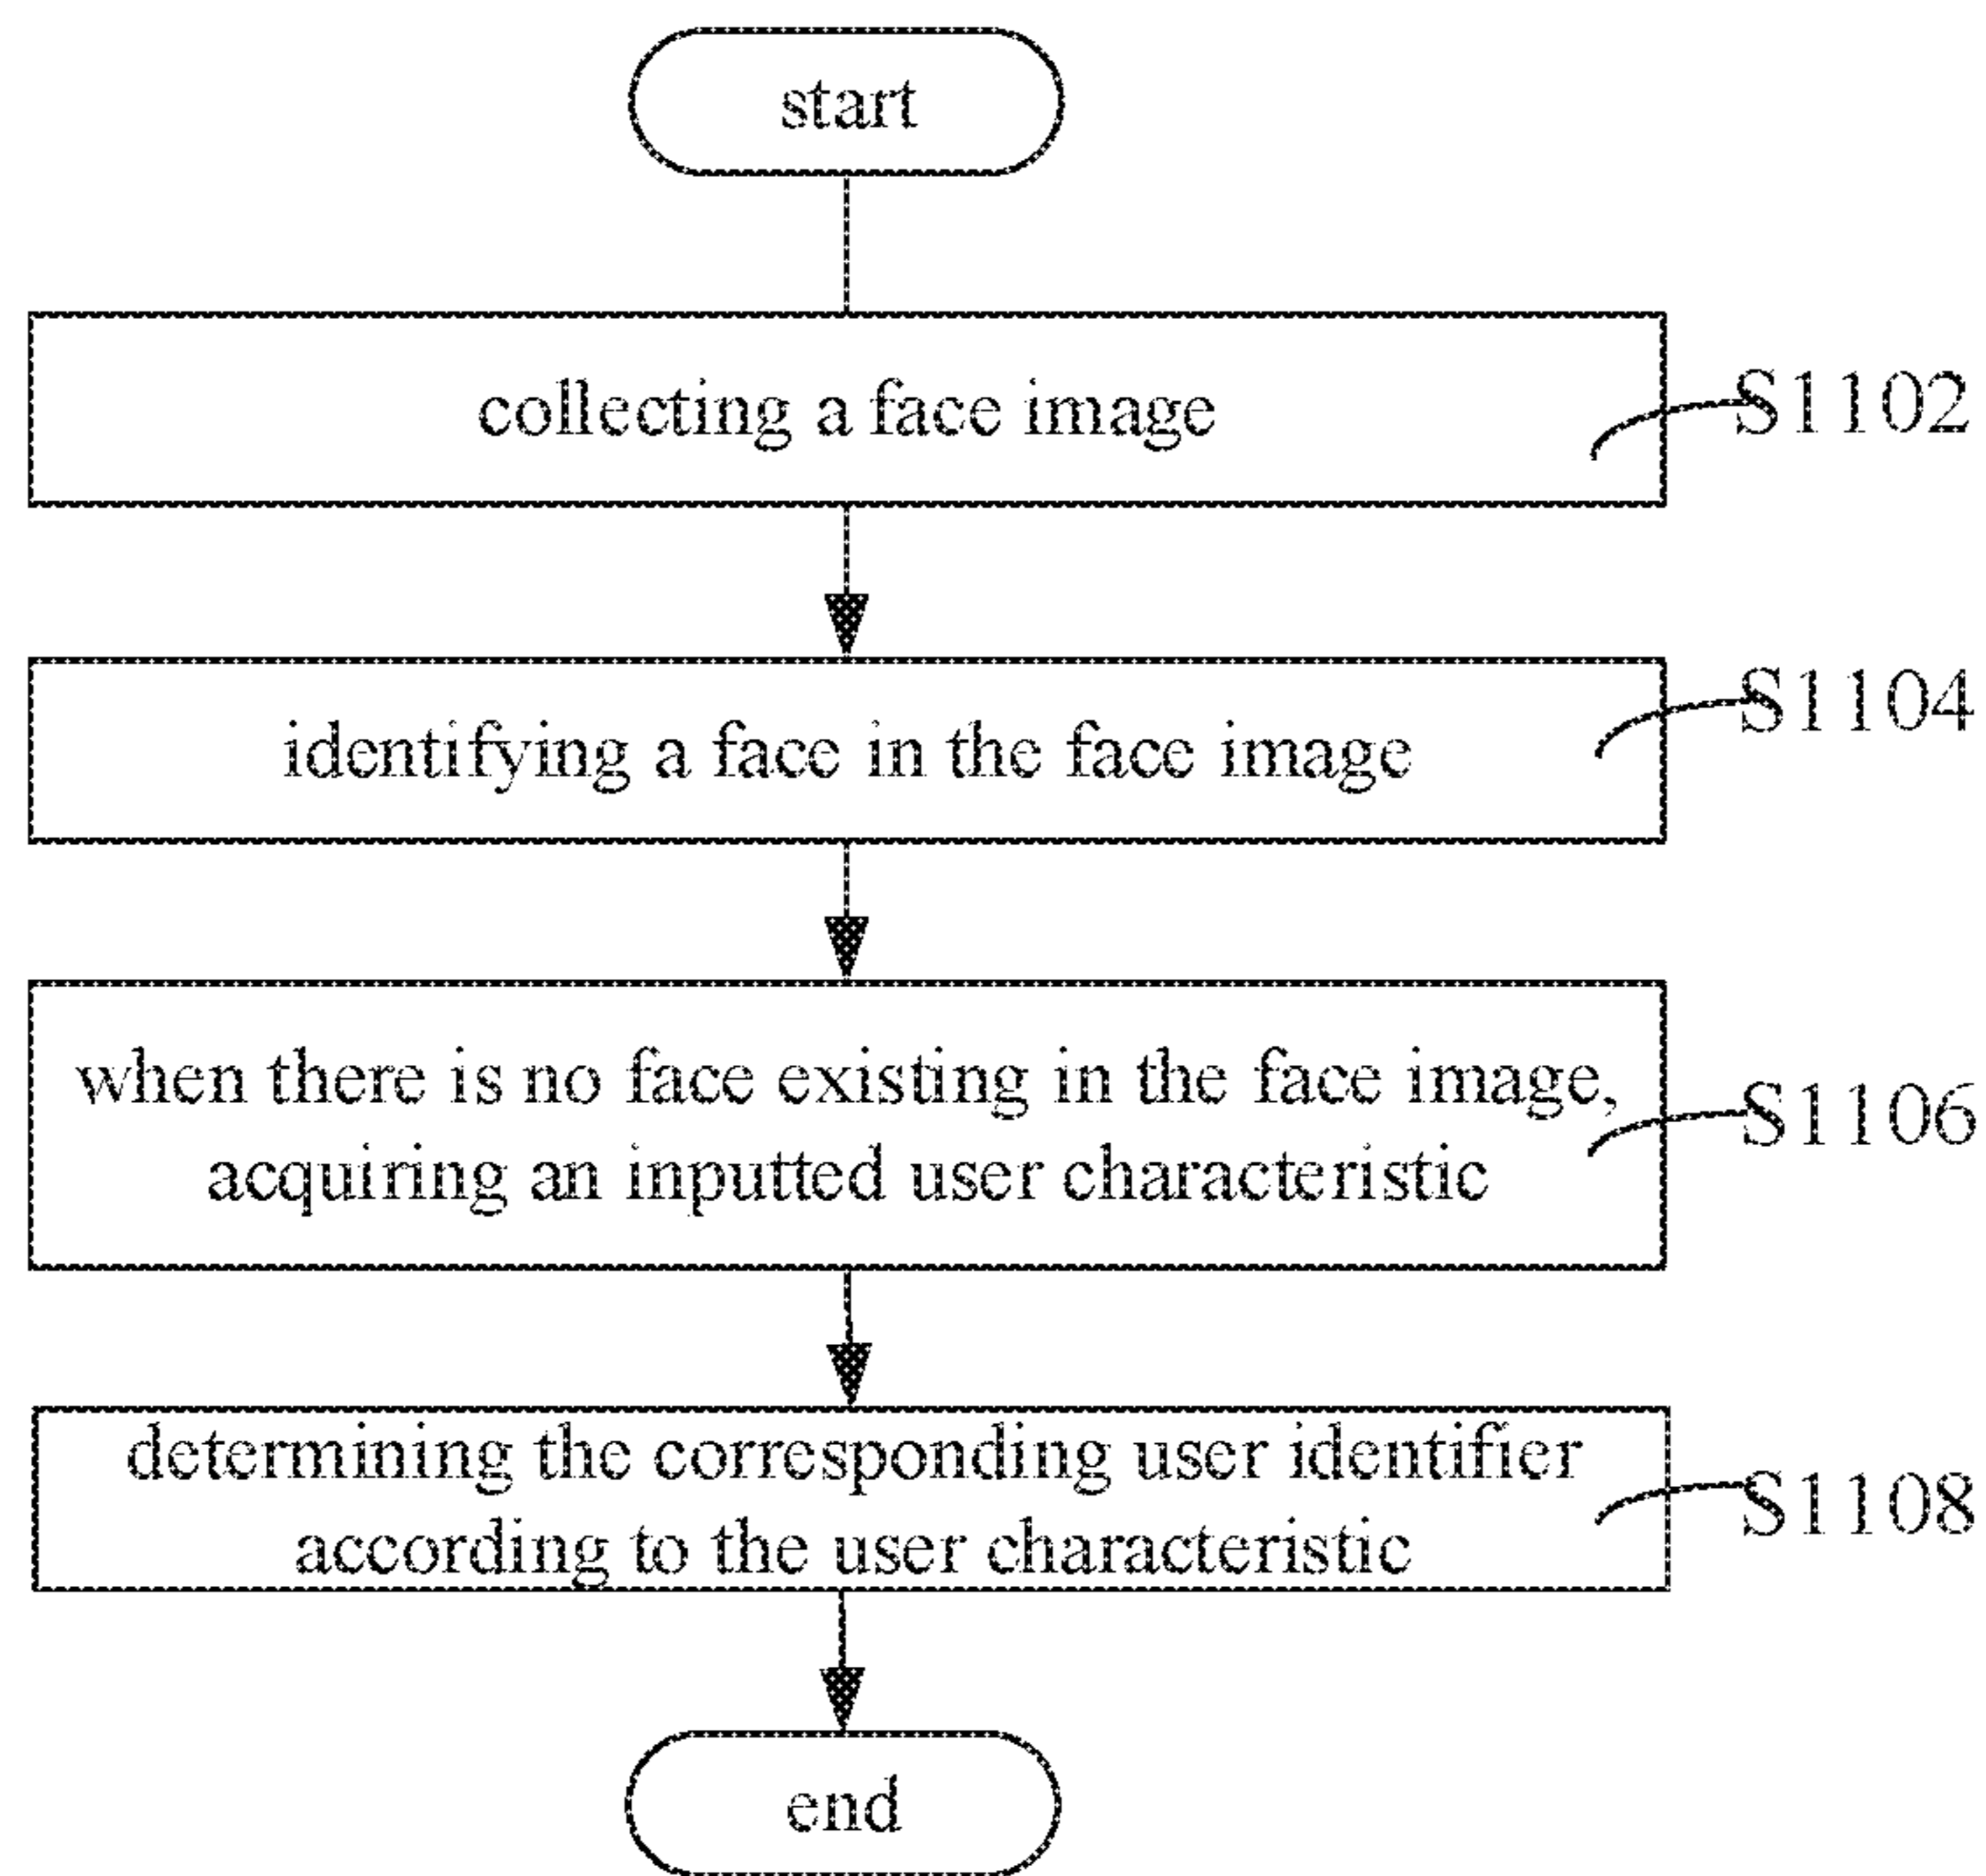 start
collecting a face image
S1102
identifying a face in the face image
S1104
when there is no face existing in the face image,
acquiring an inputted user characteristic
S1106
determining the corresponding user identifier
according to the user characteristic
S1108
end